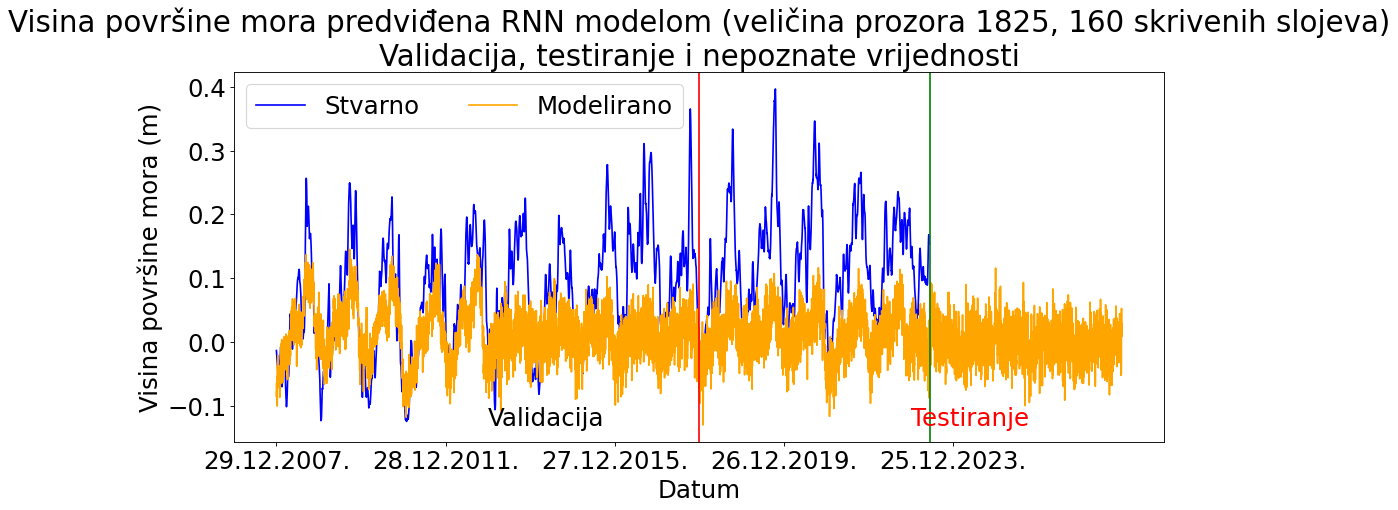 Visina površine mora predviđena RNN modelom (veličina prozora 1825, 160 skrivenih slojeva)
Validacija, testiranje i nepoznate vrijednosti
Stvarno
Modelirano
Visina površine mora (m)
0.4
0.3
0.2
0.1
0.0
−0.1
Validacija
Testiranje
29.12.2007.
28.12.2011.
27.12.2015.
26.12.2019.
25.12.2023.
Datum